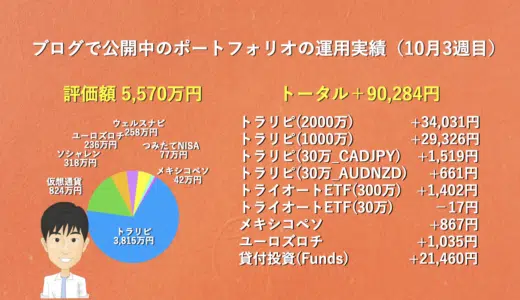 ブログで公開中のポートフォリオの運用実績（10月3週目）
評価額 5,570万円
ウェルスナビ
258万円
ユーロズロチ
236万円
つみたてNISA
77万円
ソシャレン
318万円
メキシコペソ
42万円
仮想通貨
824万円
トラリピ
3,815万円
トータル＋90,284円
トラリピ(2000万) +34,031円
トラリピ(1000万) +29,326円
トラリピ(30万_CADJPY) +1,519円
トラリピ(30万_AUDNZD) +661円
トライオートETF(300万) +1,402円
トライオートETF(30万) －17円
メキシコペソ +867円
ユーロズロチ +1,035円
貸付投資(Funds) +21,460円